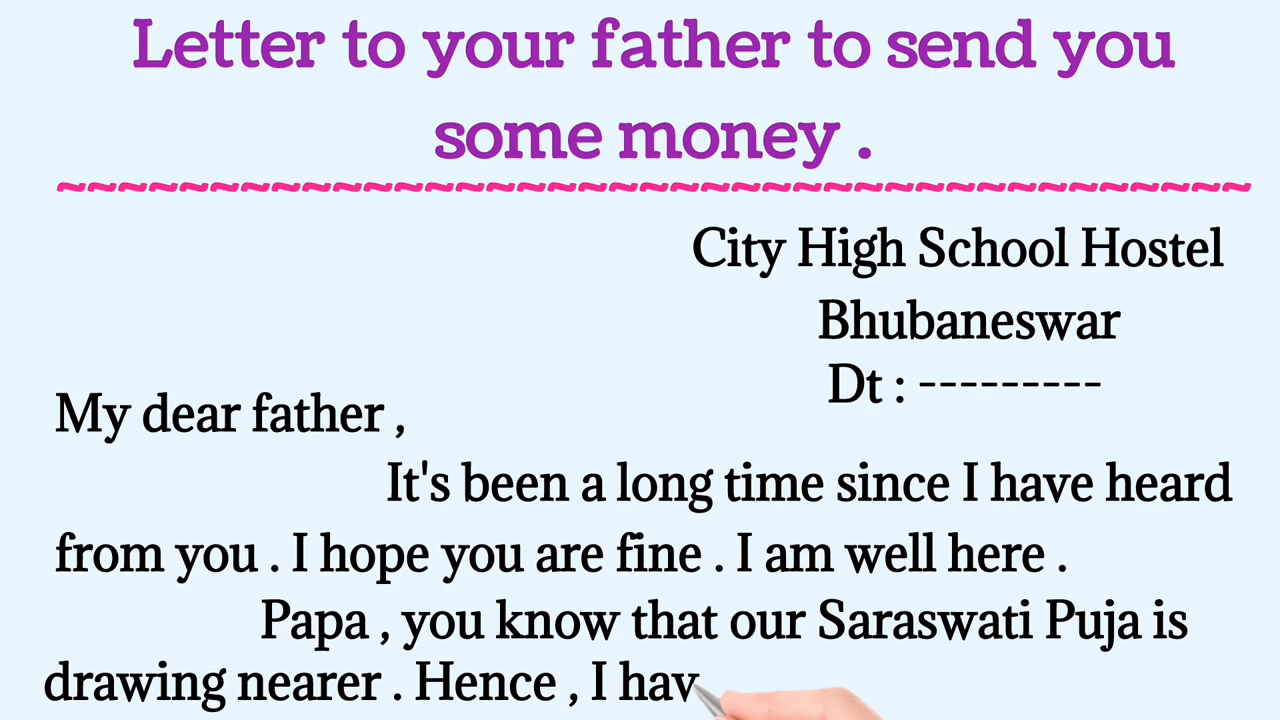 Letter to your father to send you
some money .
~~~~~~~~~~~~~~~~~~~~~~~~~~~~~~~~~~~~~~~
City High School Hostel
Bhubaneswar
Dt : ---------
My dear father ,
It's been a long time since I have heard
from you . I hope you are fine . I am well here .
Papa , you know that our Saraswati Puja is
drawing nearer . Hence , I hav